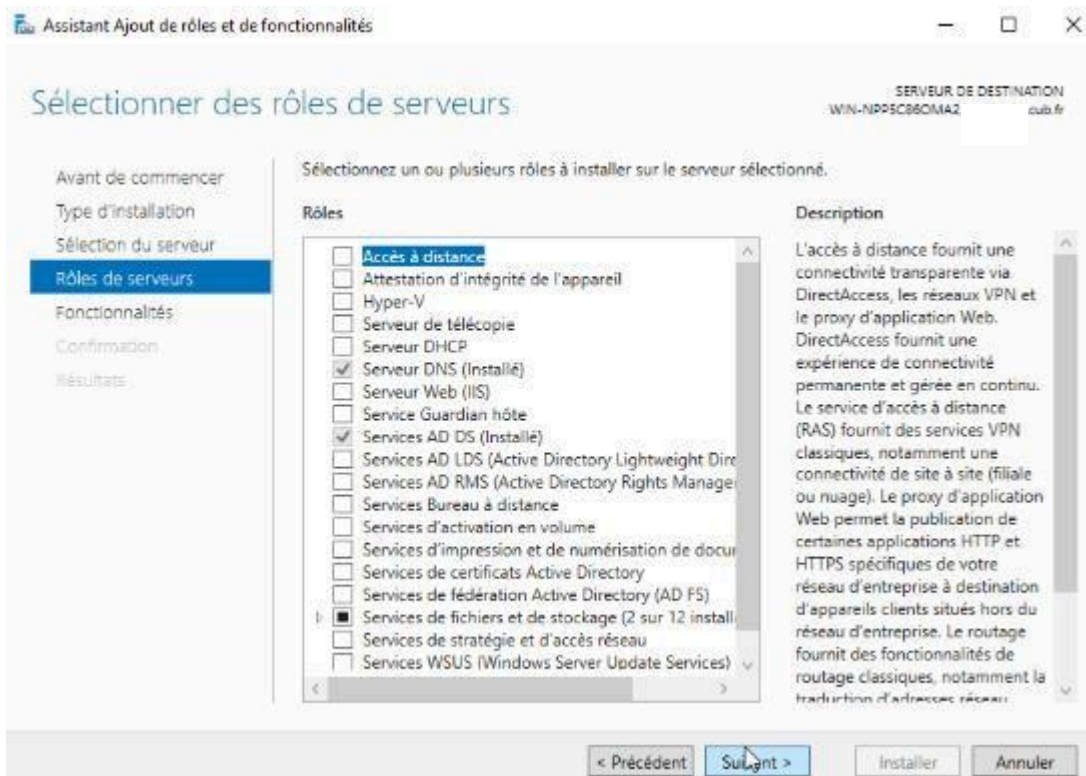 Assistant Ajout de rôles et de fonctionnalités
Sélectionner des rôles de serveurs
SERVEUR DE DESTINATION
WIN-NPP5C86OMA2 cub.fr
Avant de commencer
Type d'installation
Sélection du serveur
Rôles de serveurs
Fonctionnalités
Confirmation
Résultats
Sélectionnez un ou plusieurs rôles à installer sur le serveur sélectionné.
Rôles
Accès à distance
Attestation d'intégrité de l'appareil
Hyper-V
Serveur de télécopie
Serveur DHCP
Serveur DNS (Installé)
Serveur Web (IIS)
Service Guardian hôte
Services AD DS (Installé)
Services AD LDS (Active Directory Lightweight Dire
Services AD RMS (Active Directory Rights Manage
Services Bureau à distance
Services d'activation en volume
Services d'impression et de numérisation de docu
Services de certificats Active Directory
Services de fédération Active Directory (AD FS)
Services de fichiers et de stockage (2 sur 12 install
Services de stratégie et d'accès réseau
Services WSUS (Windows Server Update Services)
Description
L'accès à distance fournit une
connectivité transparente via
DirectAccess, les réseaux VPN et
le proxy d'application Web.
DirectAccess fournit une
expérience de connectivité
permanente et gérée en continu.
Le service d'accès à distance
(RAS) fournit des services VPN
classiques, notamment une
connectivité de site à site (filiale
ou nuage). Le proxy d'application
Web permet la publication de
certaines applications HTTP et
HTTPS spécifiques de votre
réseau d'entreprise à destination
d'appareils clients situés hors du
réseau d'entreprise. Le routage
fournit des fonctionnalités de
routage classiques, notamment la
traduction d'adresses réseau
< Précédent
Suivant >
Installer
Annuler